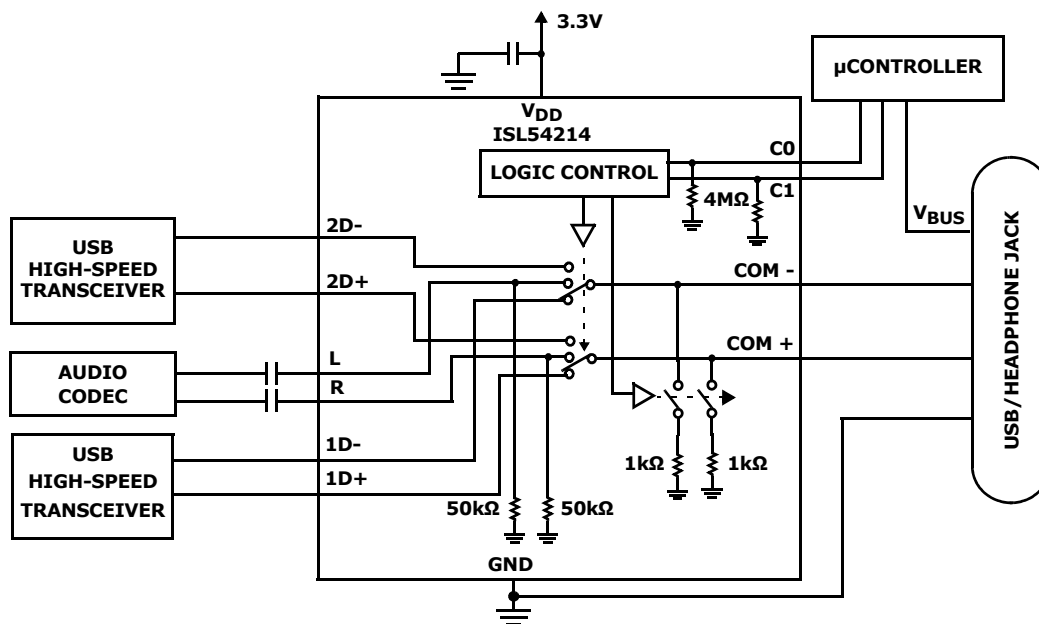 3.3V
µCONTROLLER
VDD
ISL54214
LOGIC CONTROL
C0
C1
4MΩ
VBUS
USB/HEADPHONE JACK
USB
HIGH-SPEED
TRANSCEIVER
2D-
2D+
COM -
COM +
AUDIO
CODEC
L
R
USB
HIGH-SPEED
TRANSCEIVER
1D-
1D+
50kΩ
50kΩ
1kΩ
1kΩ
GND